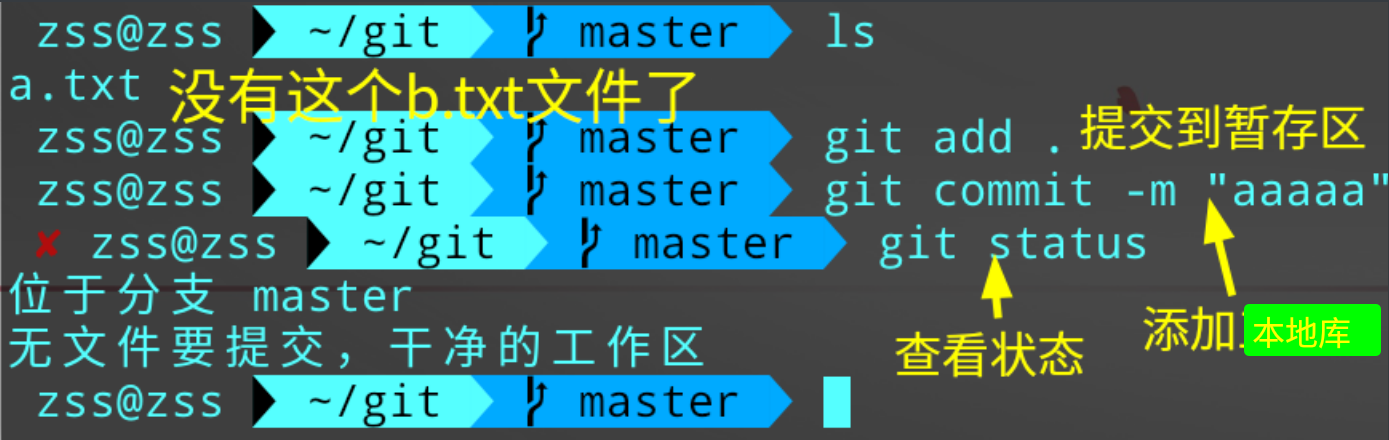 zss@zss ~/git master ls
a.txt 没有这个b.txt文件了
zss@zss ~/git master git add . 提交到暂存区
zss@zss ~/git master git commit -m "aaaaa"
✘ zss@zss ~/git master git status
位于分支 master
添加 本地库
无文件要提交，干净的工作区
查看状态
zss@zss ~/git master